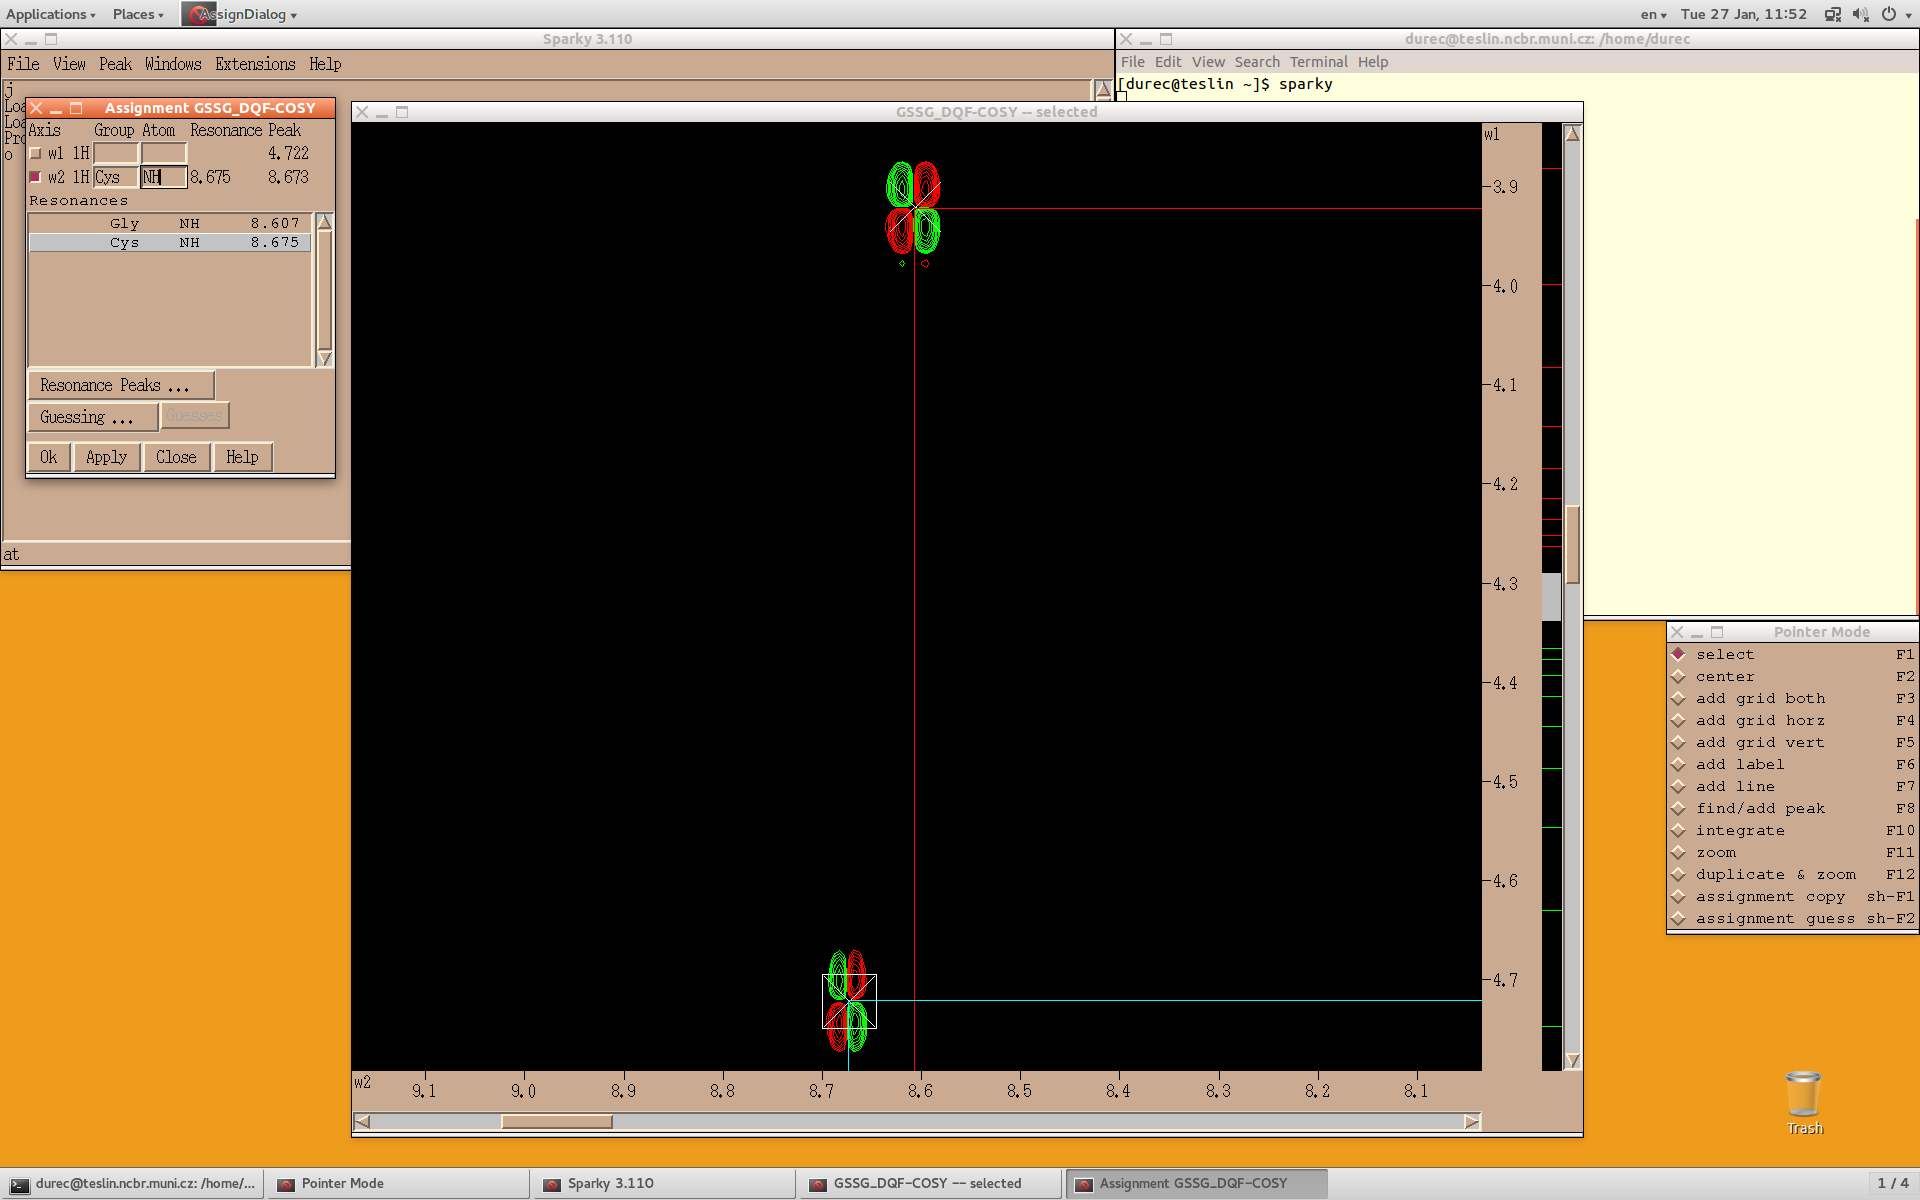 Applications Places AssignDialog en Tue 27 Jan, 11:52
Sparky 3.110
File View Peak Windows Extensions Help
j
Loa
Loa
Pro
o
at
Assignment GSSG_DQF-COSY
Axis Group Atom Resonance Peak
w1 1H 4.722
w2 1H Cys NH 8.675 8.673
Resonances
Gly NH 8.607
Cys NH 8.675
Resonance Peaks ...
Guessing ... Guesses
Ok Apply Close Help
durec@teslin.ncbr.muni.cz: /home/durec
File Edit View Search Terminal Help
[durec@teslin ~]$ sparky
GSSG_DQF-COSY -- selected
w1
3.9
4.0
4.1
4.2
4.3
4.4
4.5
4.6
4.7
w2
9.1 9.0 8.9 8.8 8.7 8.6 8.5 8.4 8.3 8.2 8.1
Pointer Mode
select F1
center F2
add grid both F3
add grid horz F4
add grid vert F5
add label F6
add line F7
find/add peak F8
integrate F10
zoom F11
duplicate & zoom F12
assignment copy sh-F1
assignment guess sh-F2
Trash
durec@teslin.ncbr.muni.cz: /home/... Pointer Mode Sparky 3.110 GSSG_DQF-COSY -- selected Assignment GSSG_DQF-COSY 1 / 4